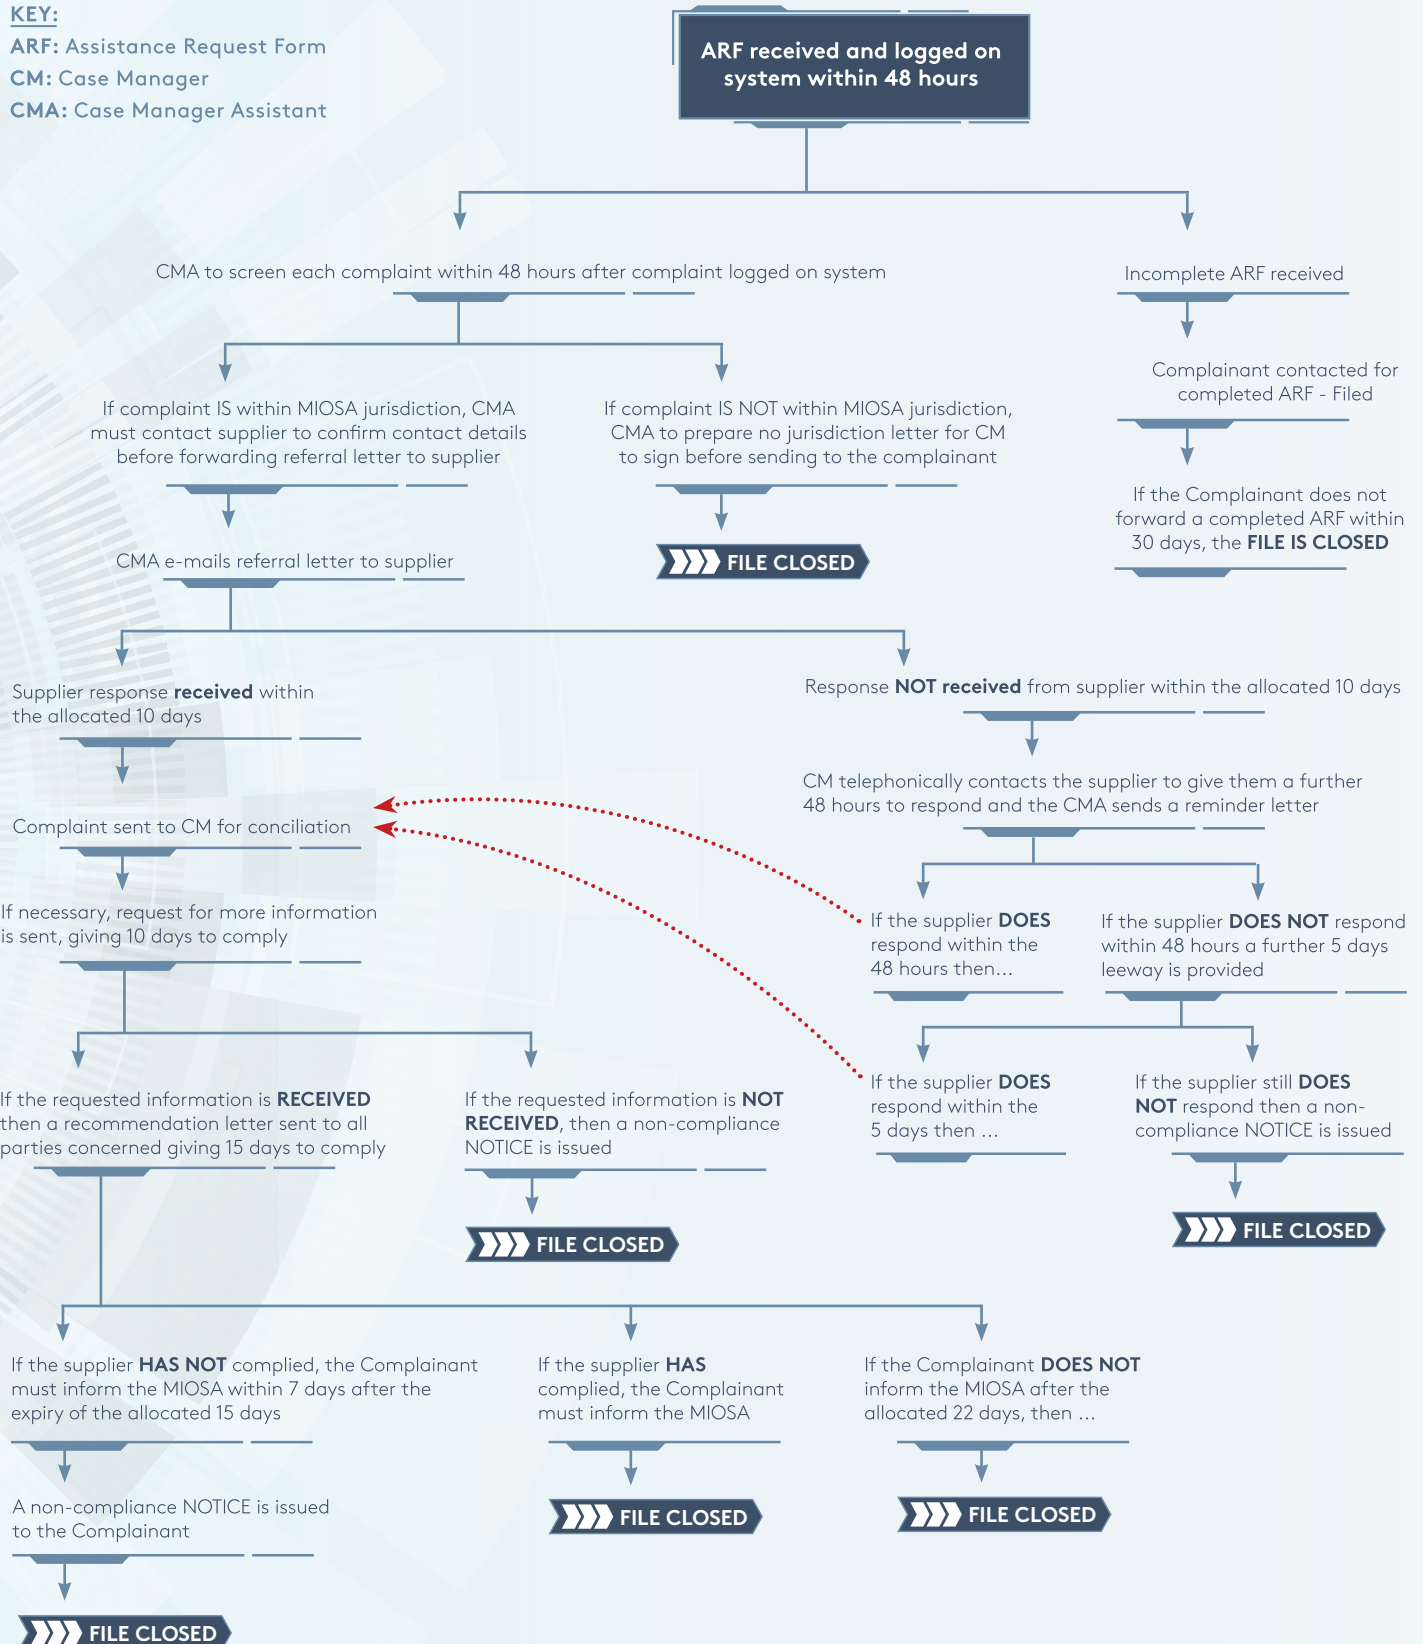 KEY:
ARF: Assistance Request Form
CM: Case Manager
CMA: Case Manager Assistant
ARF received and logged on
system within 48 hours
CMA to screen each complaint within 48 hours after complaint logged on system
Incomplete ARF received
Complainant contacted for
completed ARF - Filed
If the Complainant does not
forward a completed ARF within
30 days, the FILE IS CLOSED
If complaint IS within MIOSA jurisdiction, CMA
must contact supplier to confirm contact details
before forwarding referral letter to supplier
If complaint IS NOT within MIOSA jurisdiction,
CMA to prepare no jurisdiction letter for CM
to sign before sending to the complainant
FILE CLOSED
CMA e-mails referral letter to supplier
Supplier response received within
the allocated 10 days
Response NOT received from supplier within the allocated 10 days
CM telephonically contacts the supplier to give them a further
48 hours to respond and the CMA sends a reminder letter
Complaint sent to CM for conciliation
If necessary, request for more information
is sent, giving 10 days to comply
If the supplier DOES
respond within the
48 hours then...
If the supplier DOES NOT respond
within 48 hours a further 5 days
leeway is provided
If the supplier DOES
respond within the
5 days then ...
If the supplier still DOES
NOT respond then a non-
compliance NOTICE is issued
FILE CLOSED
If the requested information is RECEIVED
then a recommendation letter sent to all
parties concerned giving 15 days to comply
If the requested information is NOT
RECEIVED, then a non-compliance
NOTICE is issued
FILE CLOSED
If the supplier HAS NOT complied, the Complainant
must inform the MIOSA within 7 days after the
expiry of the allocated 15 days
If the supplier HAS
complied, the Complainant
must inform the MIOSA
If the Complainant DOES NOT
inform the MIOSA after the
allocated 22 days, then ...
A non-compliance NOTICE is issued
to the Complainant
FILE CLOSED
FILE CLOSED
FILE CLOSED